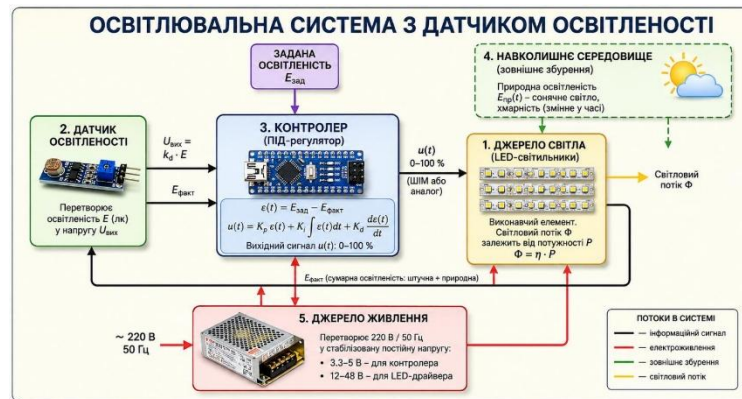 ОСВІТЛЮВАЛЬНА СИСТЕМА З ДАТЧИКОМ ОСВІТЛЕНОСТІ
ЗАДАНА
ОСВІТЛЕНІСТЬ
Eзад
4. НАВКОЛИШНЄ СЕРЕДОВИЩЕ
(зовнішнє збурення)
Природна освітленість
Eпр(t) – сонячне світло,
хмарність (змінне у часі)
2. ДАТЧИК
ОСВІТЛЕНОСТІ
Перетворює
освітленість E (лк)
у напругу Uвих
Uвих =
kd · E
Eфакт
3. КОНТРОЛЕР
(ПІД-регулятор)
ε(t) = Eзад – Eфакт
u(t) = Kp ε(t) + Ki ∫ ε(t)dt + Kd dε(t)/dt
Вихідний сигнал u(t): 0–100 %
u(t)
0–100 %
(ШІМ або
аналог)
1. ДЖЕРЕЛО СВІТЛА
(LED-світильники)
Виконавчий елемент.
Світловий потік Ф
залежить від потужності P
Ф = η · P
Світловий
потік Ф
Eфакт (сумарна освітленість: штучна + природна)
~ 220 В
50 Гц
5. ДЖЕРЕЛО ЖИВЛЕННЯ
Перетворює 220 В / 50 Гц
у стабілізовану постійну напругу:
• 3.3–5 В – для контролера
• 12–48 В – для LED-драйвера
ПОТОКИ В СИСТЕМІ
— інформаційний сигнал
— електроживлення
— зовнішнє збурення
— світловий потік